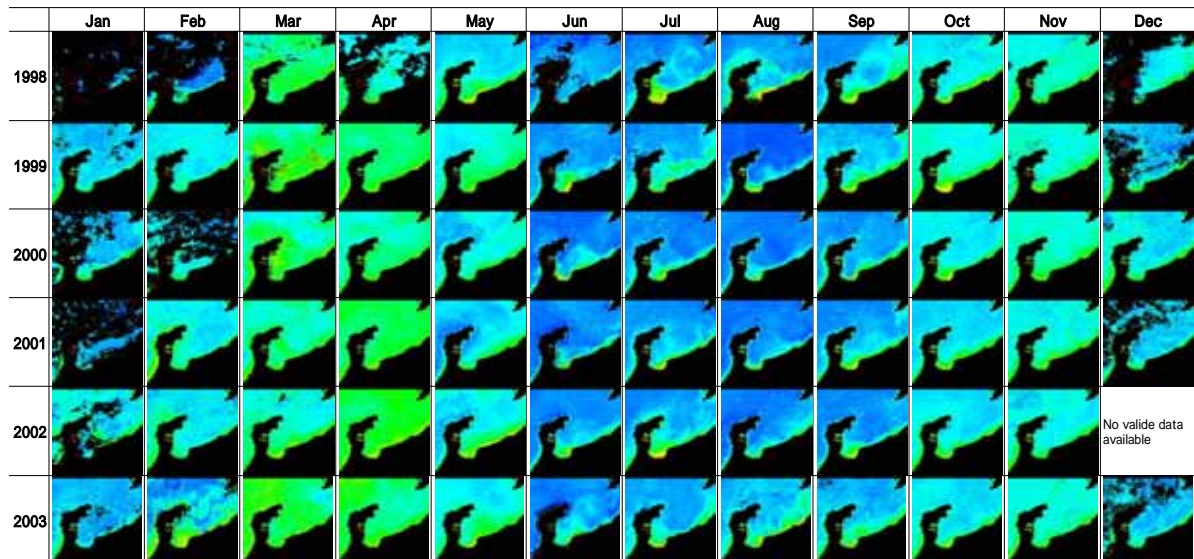 Jan Feb Mar Apr May Jun Jul Aug Sep Oct Nov Dec
1998
1999
2000
2001
2002 No valide data
available
2003